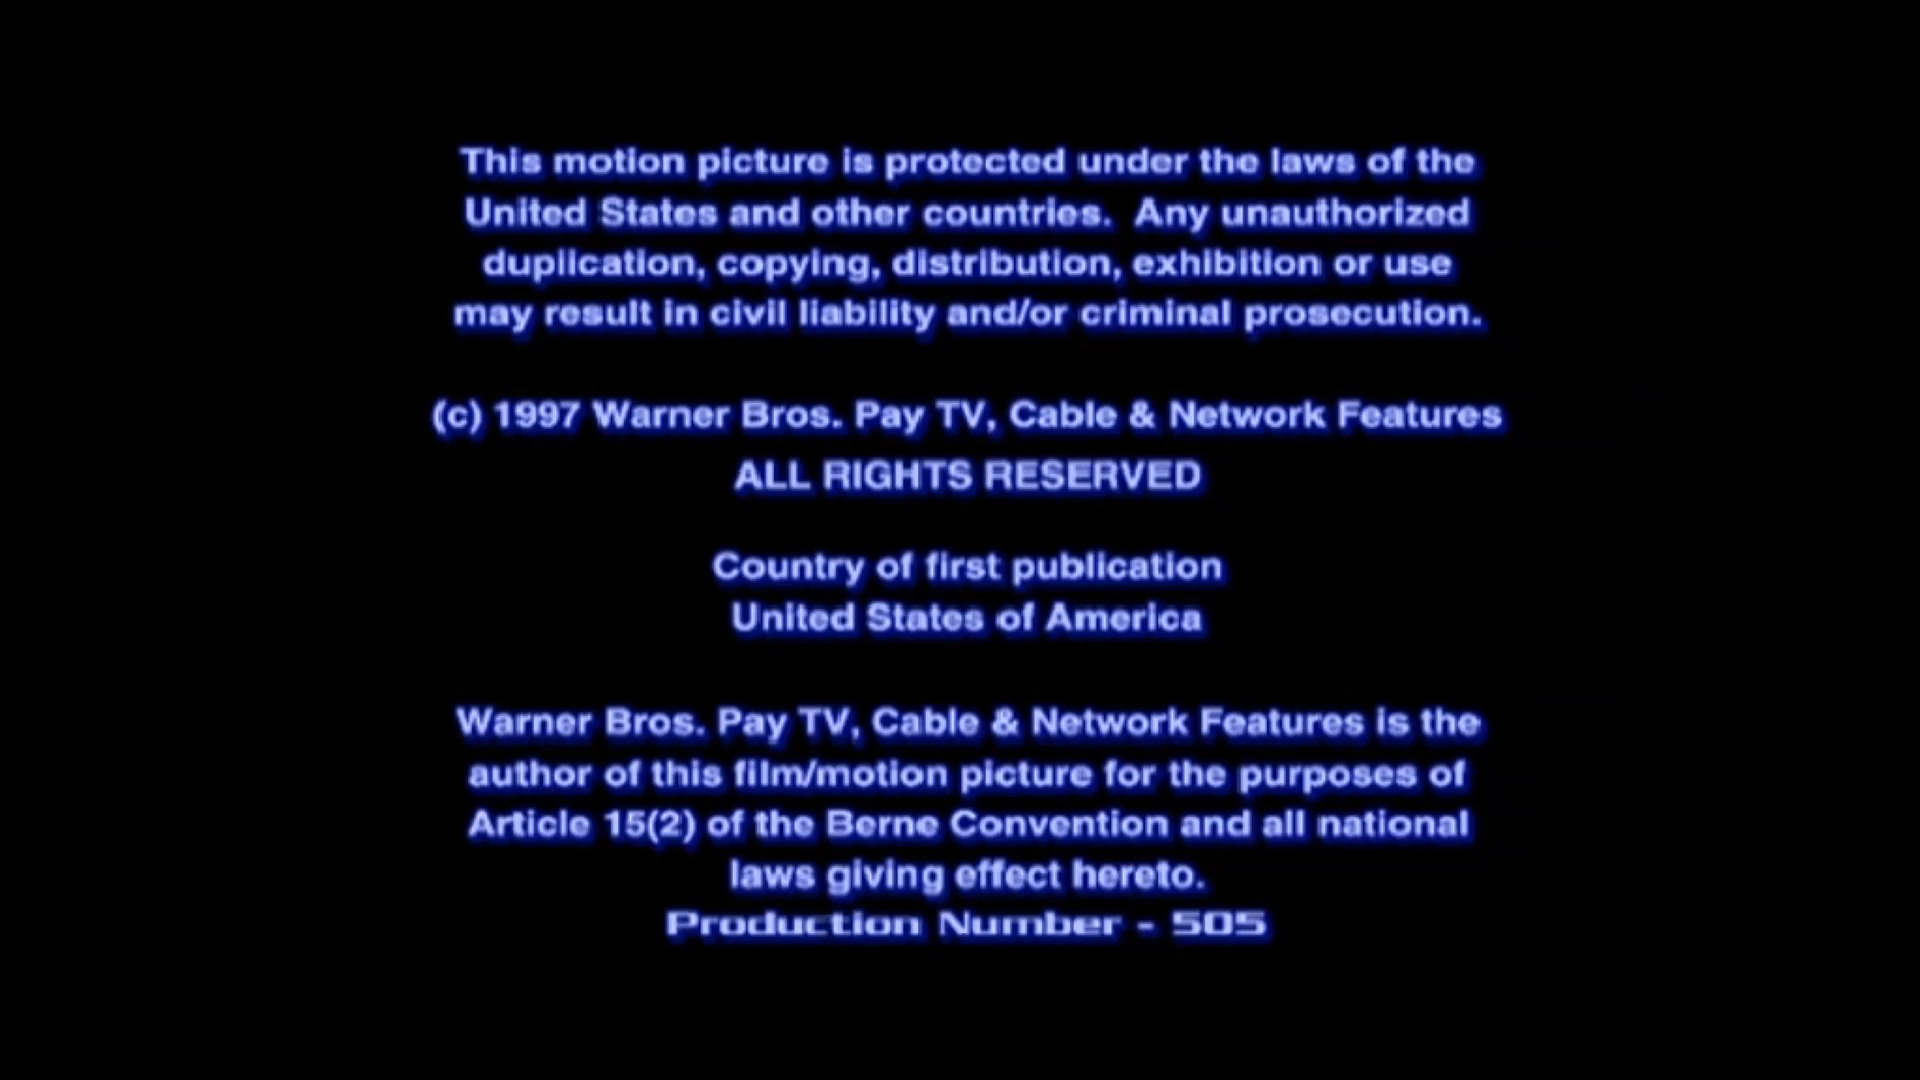 This motion picture is protected under the laws of the
United States and other countries.  Any unauthorized
duplication, copying, distribution, exhibition or use
may result in civil liability and/or criminal prosecution.
(c) 1997 Warner Bros. Pay TV, Cable & Network Features
ALL RIGHTS RESERVED
Country of first publication
United States of America
Warner Bros. Pay TV, Cable & Network Features is the
author of this film/motion picture for the purposes of
Article 15(2) of the Berne Convention and all national
laws giving effect hereto.
Production Number - 505